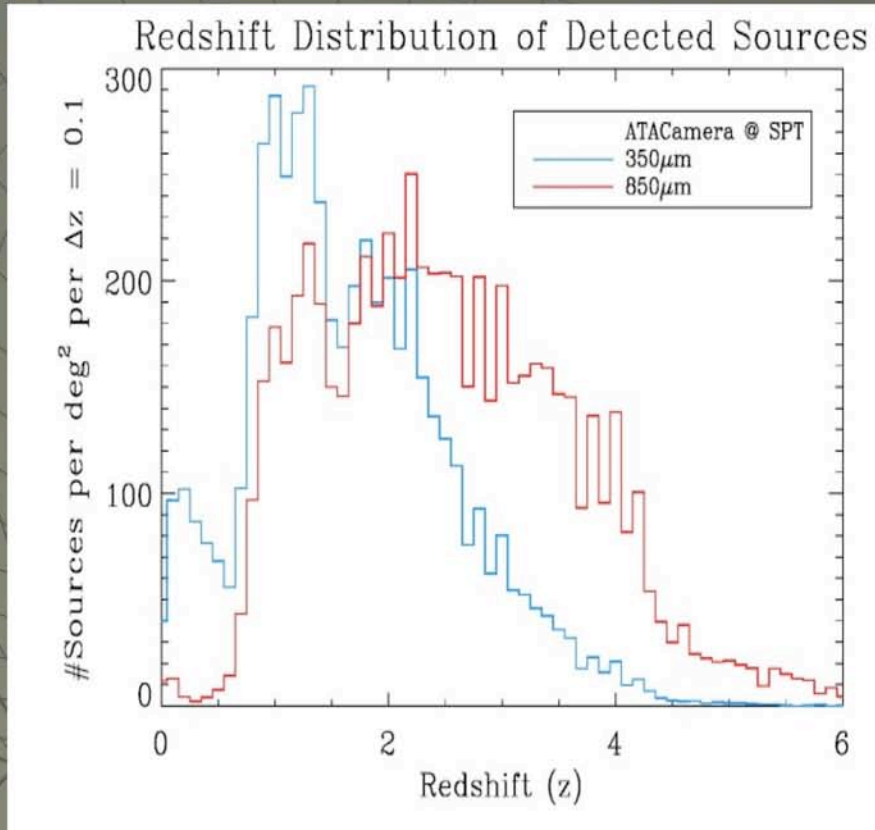 Redshift Distribution of Detected Sources
#Sources per deg² per Δz = 0.1
300
200
100
0
ATACamera @ SPT
350μm
850μm
0 2 4 6
Redshift (z)